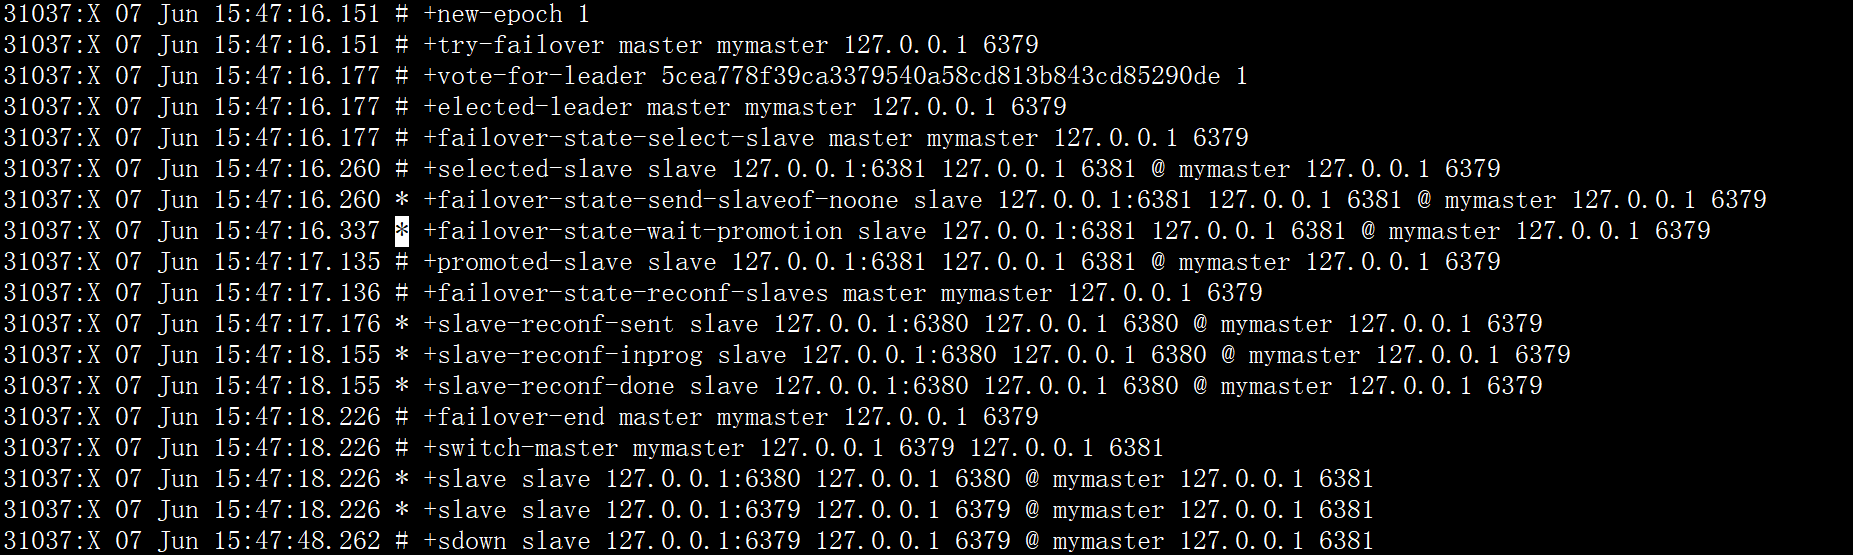 31037:X 07 Jun 15:47:16.151 # +new-epoch 1
31037:X 07 Jun 15:47:16.151 # +try-failover master mymaster 127.0.0.1 6379
31037:X 07 Jun 15:47:16.177 # +vote-for-leader 5cea778f39ca3379540a58cd813b843cd85290de 1
31037:X 07 Jun 15:47:16.177 # +elected-leader master mymaster 127.0.0.1 6379
31037:X 07 Jun 15:47:16.177 # +failover-state-select-slave master mymaster 127.0.0.1 6379
31037:X 07 Jun 15:47:16.260 # +selected-slave slave 127.0.0.1:6381 127.0.0.1 6381 @ mymaster 127.0.0.1 6379
31037:X 07 Jun 15:47:16.260 * +failover-state-send-slaveof-noone slave 127.0.0.1:6381 127.0.0.1 6381 @ mymaster 127.0.0.1 6379
31037:X 07 Jun 15:47:16.337 * +failover-state-wait-promotion slave 127.0.0.1:6381 127.0.0.1 6381 @ mymaster 127.0.0.1 6379
31037:X 07 Jun 15:47:17.135 # +promoted-slave slave 127.0.0.1:6381 127.0.0.1 6381 @ mymaster 127.0.0.1 6379
31037:X 07 Jun 15:47:17.136 # +failover-state-reconf-slaves master mymaster 127.0.0.1 6379
31037:X 07 Jun 15:47:17.176 * +slave-reconf-sent slave 127.0.0.1:6380 127.0.0.1 6380 @ mymaster 127.0.0.1 6379
31037:X 07 Jun 15:47:18.155 * +slave-reconf-inprog slave 127.0.0.1:6380 127.0.0.1 6380 @ mymaster 127.0.0.1 6379
31037:X 07 Jun 15:47:18.155 * +slave-reconf-done slave 127.0.0.1:6380 127.0.0.1 6380 @ mymaster 127.0.0.1 6379
31037:X 07 Jun 15:47:18.226 # +failover-end master mymaster 127.0.0.1 6379
31037:X 07 Jun 15:47:18.226 # +switch-master mymaster 127.0.0.1 6379 127.0.0.1 6381
31037:X 07 Jun 15:47:18.226 * +slave slave 127.0.0.1:6380 127.0.0.1 6380 @ mymaster 127.0.0.1 6381
31037:X 07 Jun 15:47:18.226 * +slave slave 127.0.0.1:6379 127.0.0.1 6379 @ mymaster 127.0.0.1 6381
31037:X 07 Jun 15:47:48.262 # +sdown slave 127.0.0.1:6379 127.0.0.1 6379 @ mymaster 127.0.0.1 6381